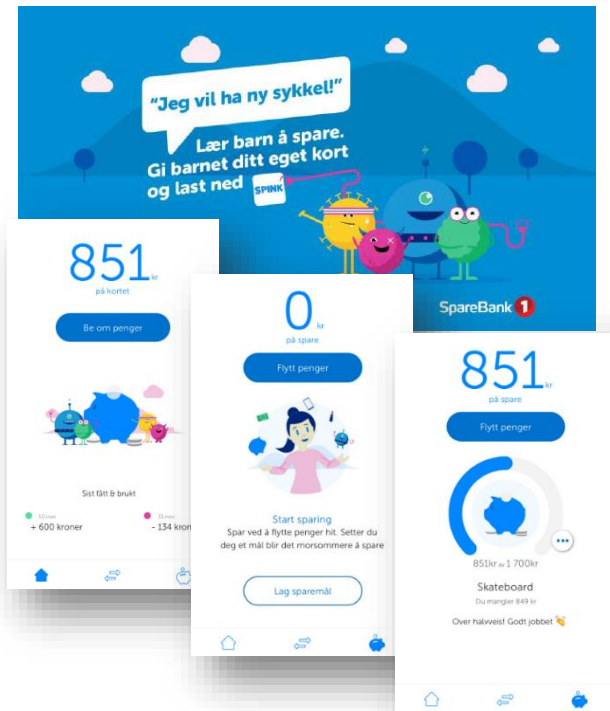 “Jeg vil ha ny sykkel!”
Lær barn å spare.
Gi barnet ditt eget kort
og last ned SPINK
SpareBank 1
851 kr
på kortet
Be om penger
Sist fått & brukt
+ 600 kroner
- 134 kron
0 kr
på spare
Flytt penger
Start sparing
Spar ved å flytte penger hit. Setter du
deg et mål blir det morsommere å spare
Lag sparemål
851 kr
på spare
Flytt penger
851kr av 1 700kr
Skateboard
Du mangler 849 kr
Over halvveis! Godt jobbet 👏